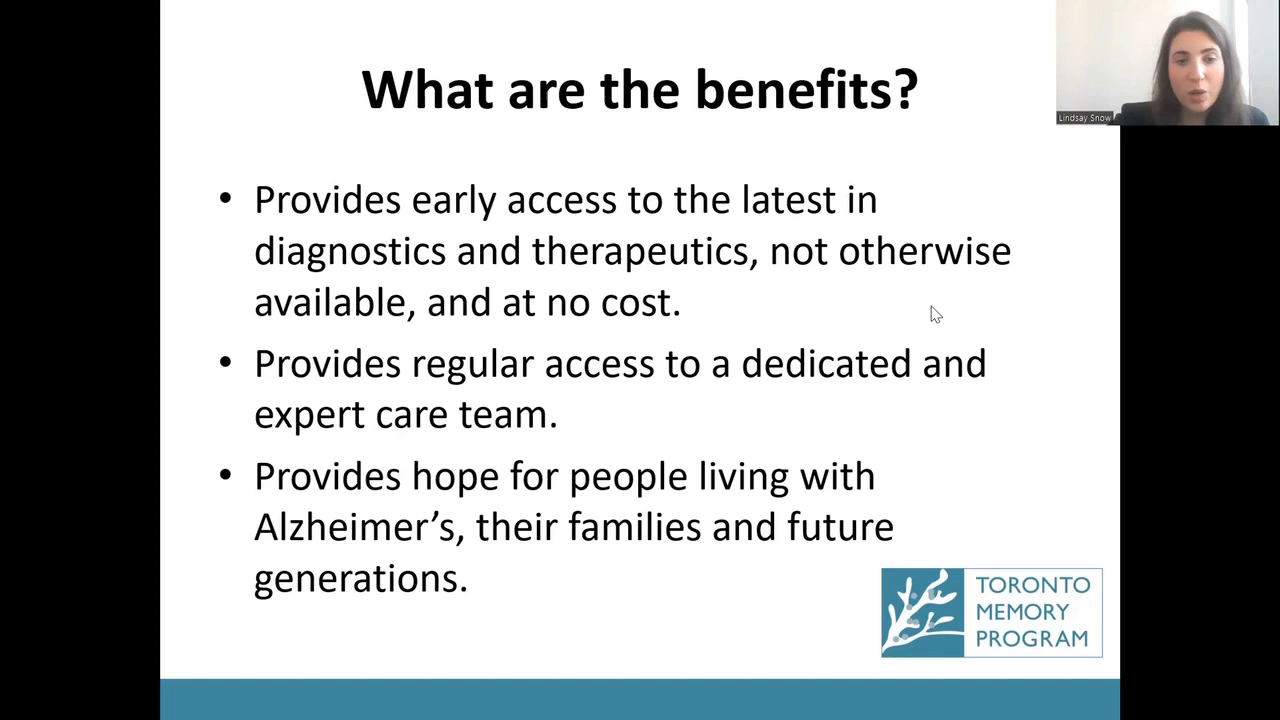 What are the benefits?
Lindsay Snow
• Provides early access to the latest in
diagnostics and therapeutics, not otherwise
available, and at no cost.
• Provides regular access to a dedicated and
expert care team.
• Provides hope for people living with
Alzheimer’s, their families and future
generations.
TORONTO
MEMORY
PROGRAM